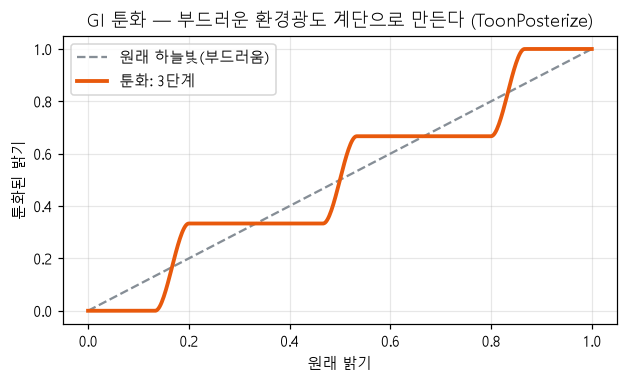 GI 툰화 — 부드러운 환경광도 계단으로 만든다 (ToonPosterize)
원래 하늘빛(부드러움)
툰화: 3단계
툰화된 밝기
1.0
0.8
0.6
0.4
0.2
0.0
0.0 0.2 0.4 0.6 0.8 1.0
원래 밝기